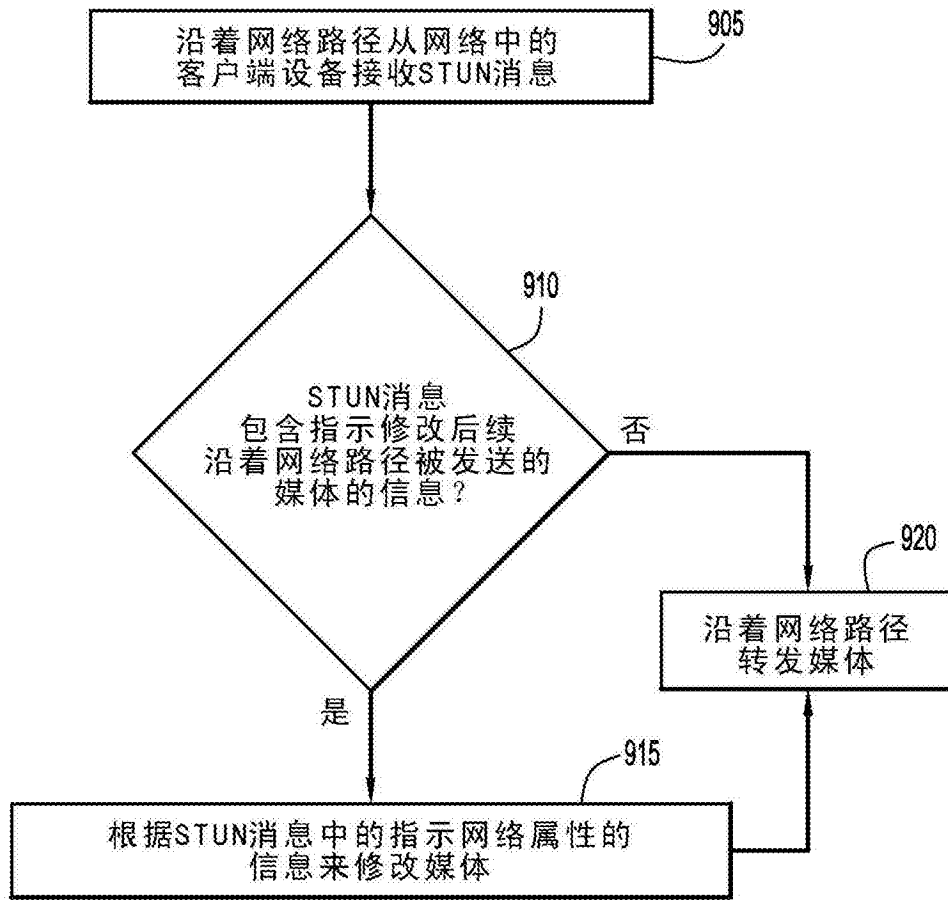 沿着网络路径从网络中的
客户端设备接收STUN消息
905
910
STUN消息
包含指示修改后续
沿着网络路径被发送的
媒体的信息？
否
920
沿着网络路径
转发媒体
是
915
根据STUN消息中的指示网络属性的
信息来修改媒体